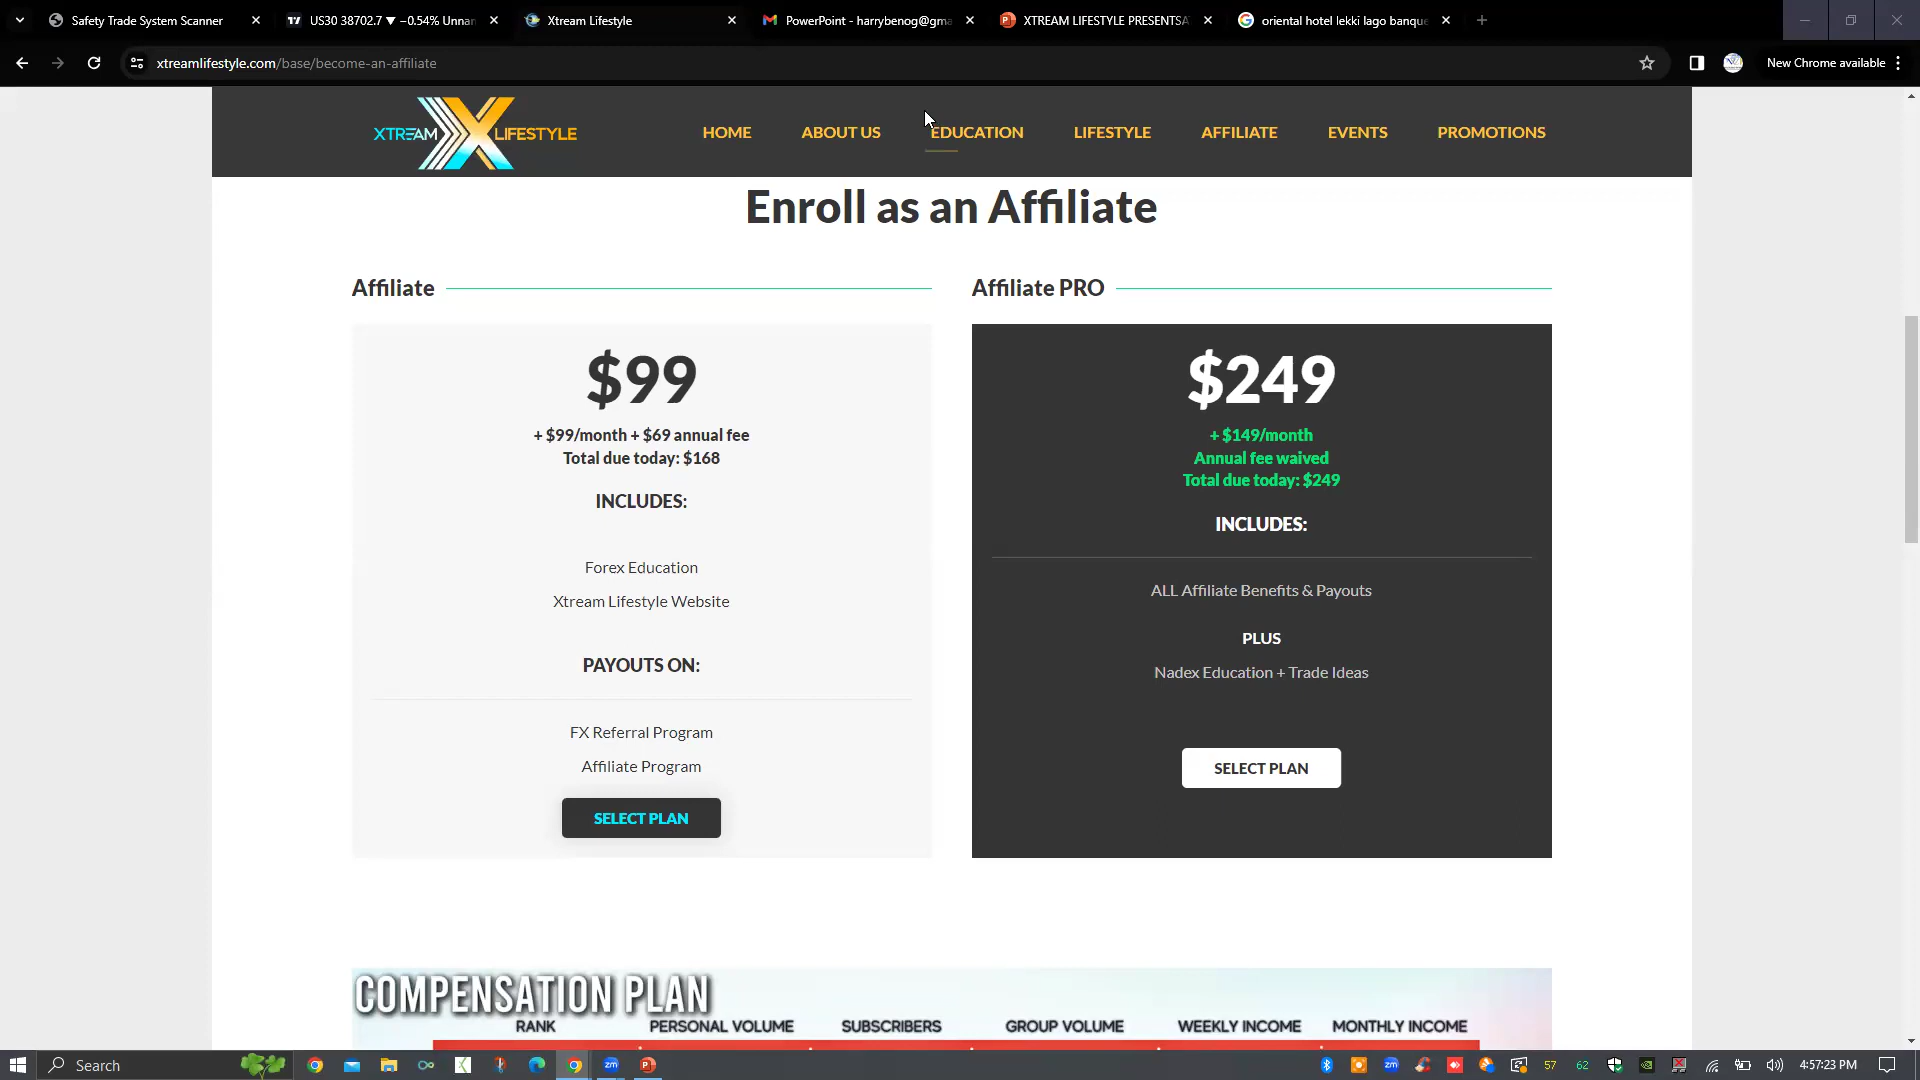 Safety Trade System Scanner
US30 38702.7 ▼ −0.54% Unnan
Xtream Lifestyle
PowerPoint - harrybenog@gma
XTREAM LIFESTYLE PRESENTSA
oriental hotel lekki lago banque
xtreamlifestyle.com/base/become-an-affiliate
New Chrome available
XTREAM LIFESTYLE
HOME
ABOUT US
EDUCATION
LIFESTYLE
AFFILIATE
EVENTS
PROMOTIONS
Enroll as an Affiliate
Affiliate
$99
+ $99/month + $69 annual fee
Total due today: $168
INCLUDES:
Forex Education
Xtream Lifestyle Website
PAYOUTS ON:
FX Referral Program
Affiliate Program
SELECT PLAN
Affiliate PRO
$249
+ $149/month
Annual fee waived
Total due today: $249
INCLUDES:
ALL Affiliate Benefits & Payouts
PLUS
Nadex Education + Trade Ideas
SELECT PLAN
COMPENSATION PLAN
RANK PERSONAL VOLUME SUBSCRIBERS GROUP VOLUME WEEKLY INCOME MONTHLY INCOME
Search
zm
zm
57
62
4:57:23 PM